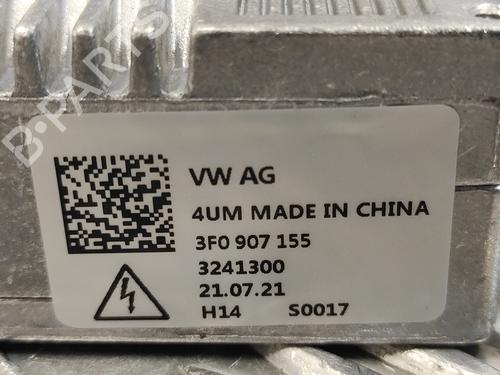 B-PARTS
VW AG
4UM MADE IN CHINA
3F0 907 155
3241300
21.07.21
H14 S0017